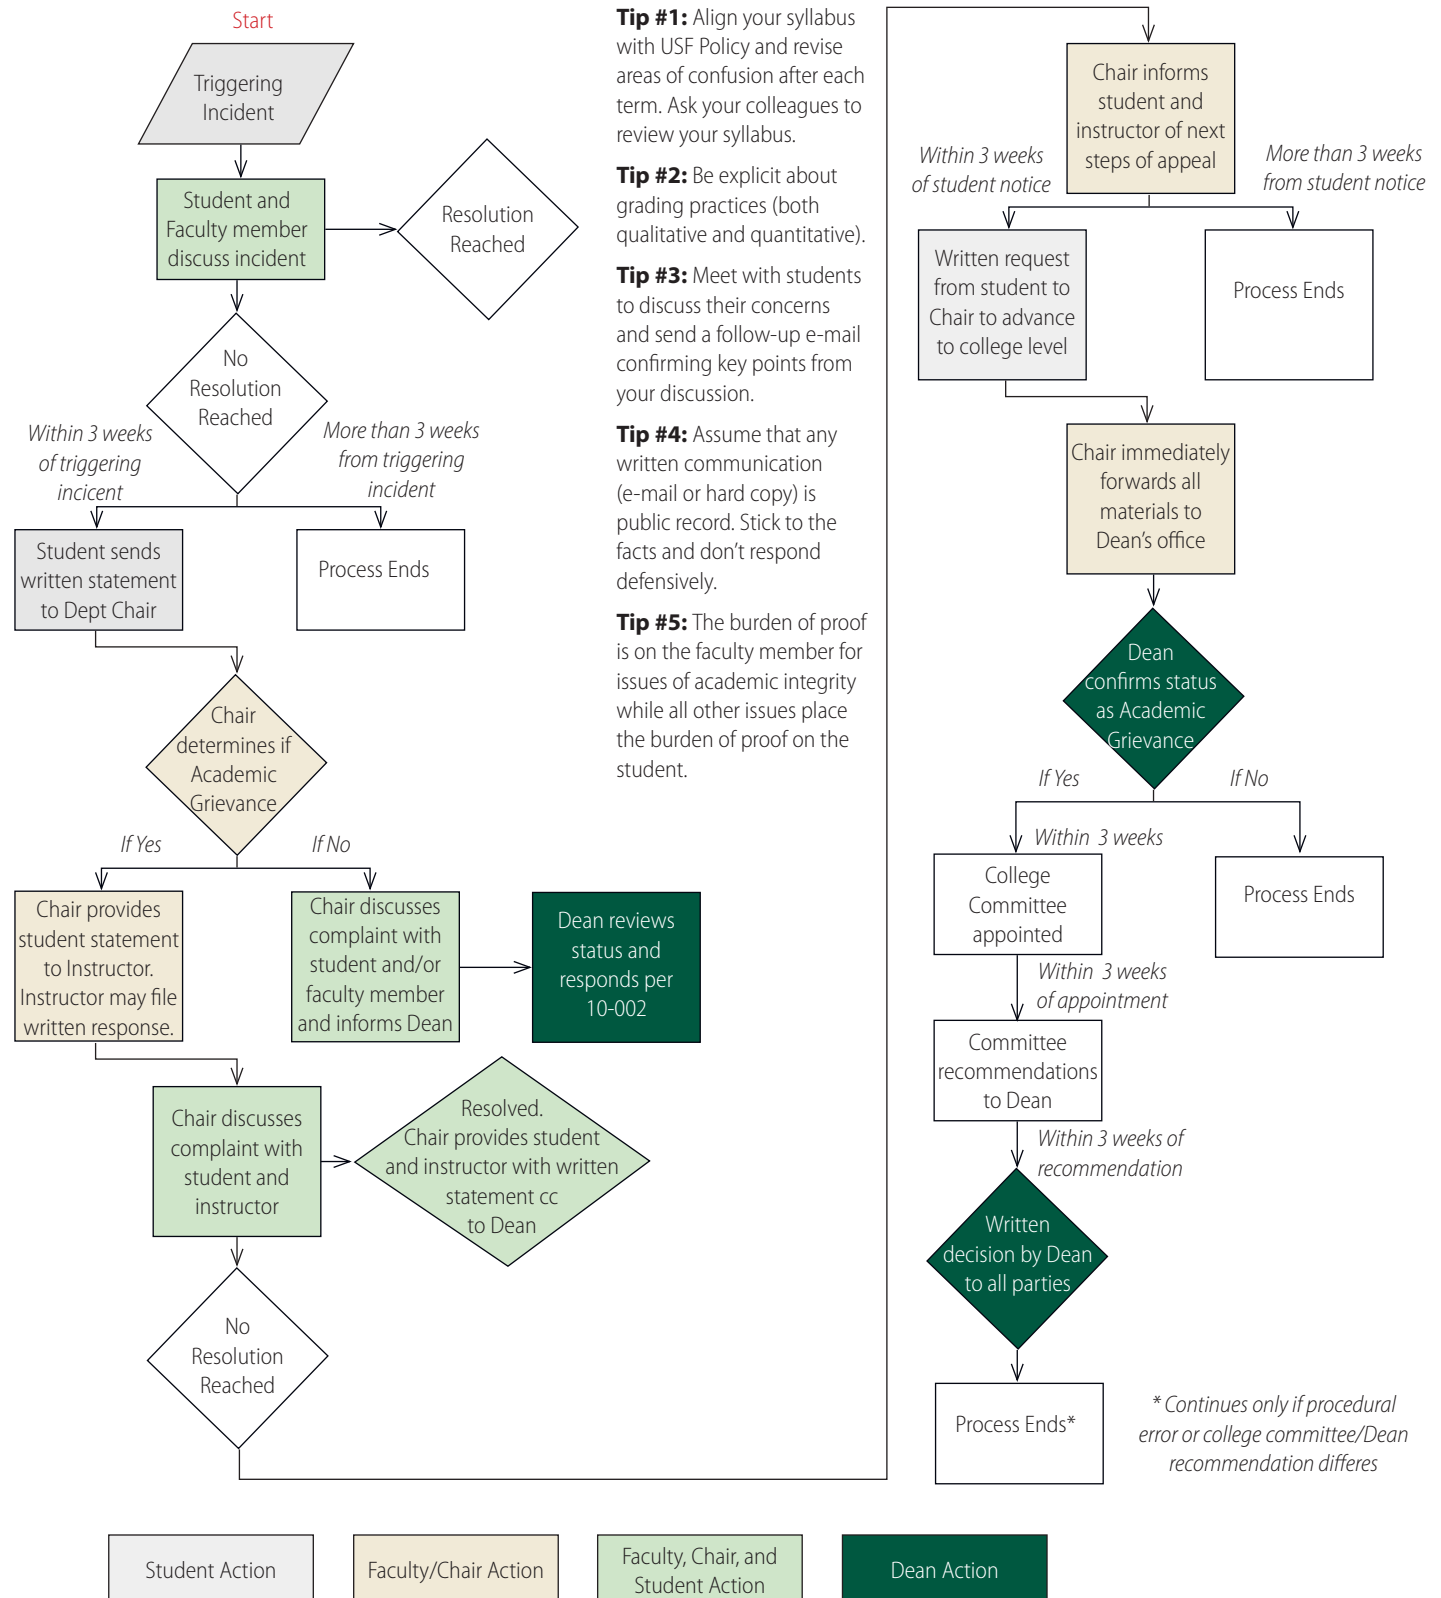 Start
Triggering
Incident
Student and
Faculty member
discuss incident
Resolution
Reached
No
Resolution
Reached
Within 3 weeks
of triggering
incicent
More than 3 weeks
from triggering
incident
Student sends
written statement
to Dept Chair
Process Ends
Chair
determines if
Academic
Grievance
If Yes
If No
Chair provides
student statement
to Instructor.
Instructor may file
written response.
Chair discusses
complaint with
student and/or
faculty member
and informs Dean
Dean reviews
status and
responds per
10-002
Chair discusses
complaint with
student and
instructor
Resolved.
Chair provides student
and instructor with written
statement cc
to Dean
No
Resolution
Reached
Tip #1: Align your syllabus
with USF Policy and revise
areas of confusion after each
term. Ask your colleagues to
review your syllabus.
Tip #2: Be explicit about
grading practices (both
qualitative and quantitative).
Tip #3: Meet with students
to discuss their concerns
and send a follow-up e-mail
confirming key points from
your discussion.
Tip #4: Assume that any
written communication
(e-mail or hard copy) is
public record. Stick to the
facts and don't respond
defensively.
Tip #5: The burden of proof
is on the faculty member for
issues of academic integrity
while all other issues place
the burden of proof on the
student.
Chair informs
student and
instructor of next
steps of appeal
Within 3 weeks
of student notice
More than 3 weeks
from student notice
Written request
from student to
Chair to advance
to college level
Process Ends
Chair immediately
forwards all
materials to
Dean's office
Dean
confirms status
as Academic
Grievance
If Yes
If No
Within 3 weeks
College
Committee
appointed
Process Ends
Within 3 weeks
of appointment
Committee
recommendations
to Dean
Within 3 weeks of
recommendation
Written
decision by Dean
to all parties
Process Ends*
* Continues only if procedural
error or college committee/Dean
recommendation differes
Student Action
Faculty/Chair Action
Faculty, Chair, and
Student Action
Dean Action